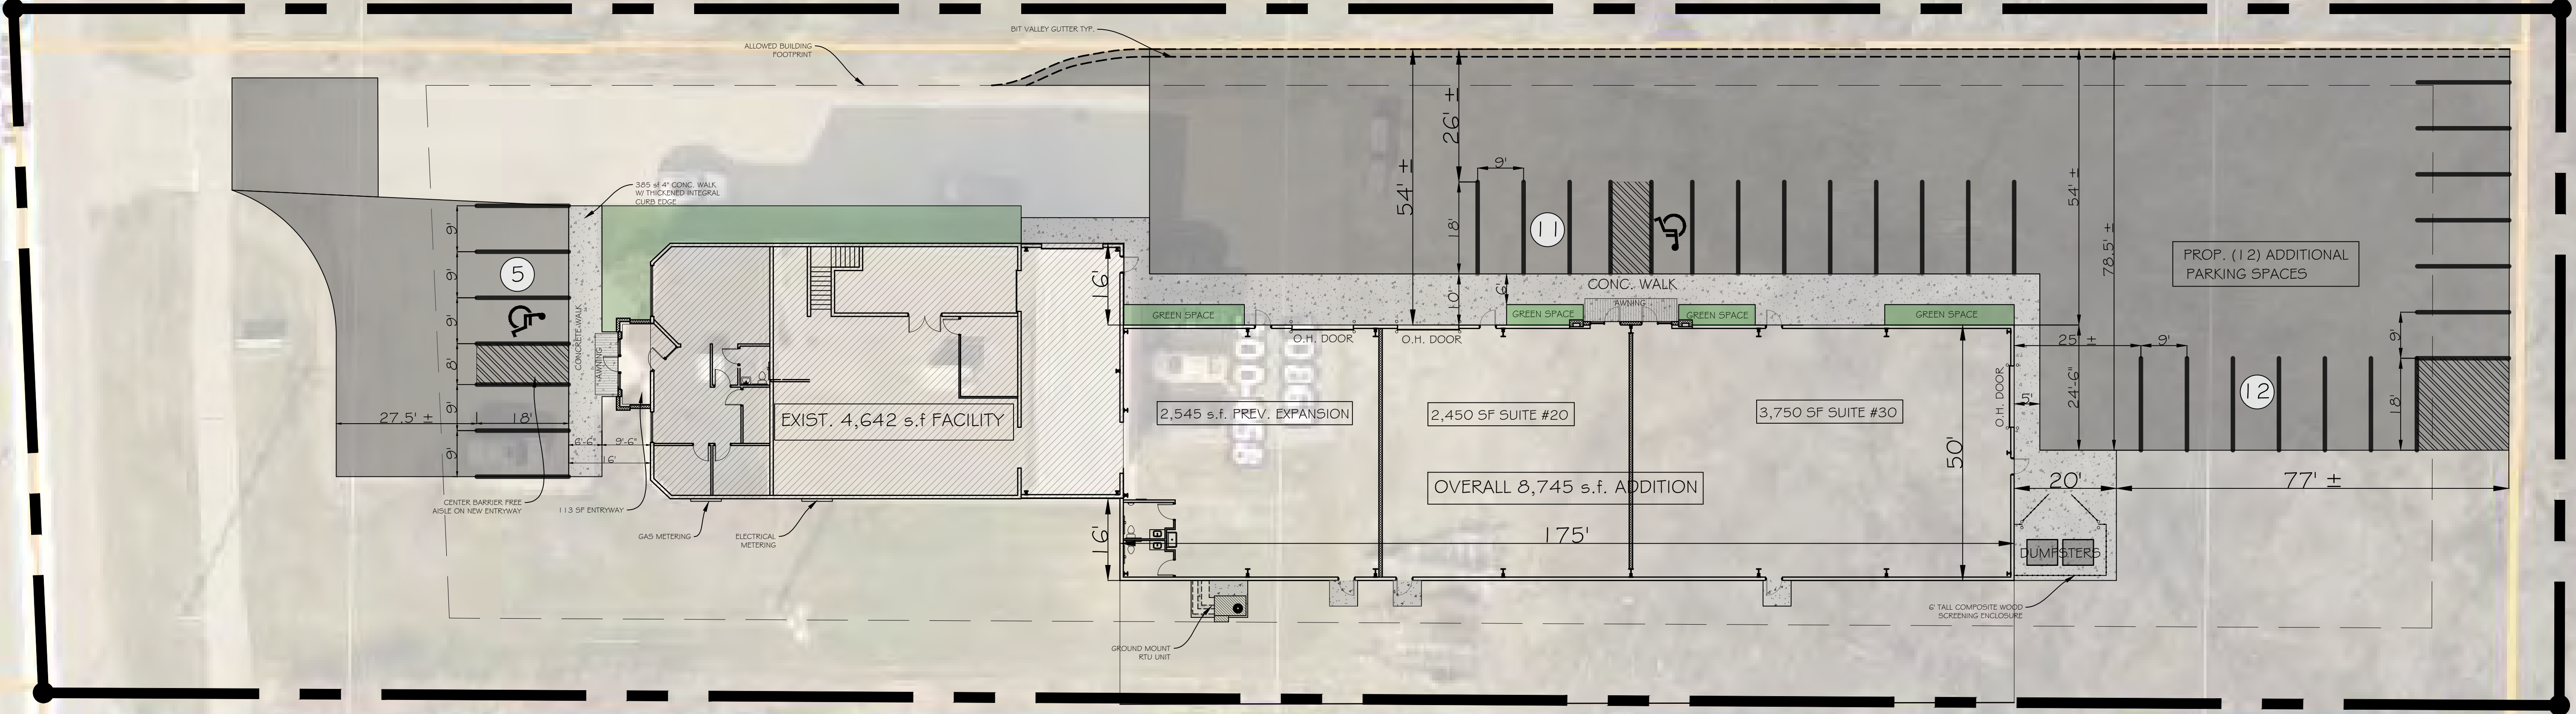 BIT VALLEY GUTTER TYP.
ALLOWED BUILDING
FOOTPRINT
26' ±
54' ±
9'
18'
11
10'
6'
54' ±
78.5' ±
PROP. (12) ADDITIONAL
PARKING SPACES
385 sf 4" CONC. WALK
W/ THICKENED INTEGRAL
CURB EDGE
9'
9'
9'
8'
9'
9'
5
CONCRETE WALK
AWNING
27.5' ±
18'
9'-6"
16'
CENTER BARRIER FREE
AISLE ON NEW ENTRYWAY
113 SF ENTRYWAY
GAS METERING
ELECTRICAL
METERING
EXIST. 4,642 s.f FACILITY
16'
16'
GREEN SPACE
O.H. DOOR
O.H. DOOR
GREEN SPACE
CONC. WALK
AWNING
GREEN SPACE
GREEN SPACE
2,545 s.f. PREV. EXPANSION
2,450 SF SUITE #20
3,750 SF SUITE #30
OVERALL 8,745 s.f. ADDITION
175'
50'
O.H. DOOR
5'
25' ±
24'-6"
9'
12
9'
18'
20'
77' ±
DUMPSTERS
6' TALL COMPOSITE WOOD
SCREENING ENCLOSURE
GROUND MOUNT
RTU UNIT